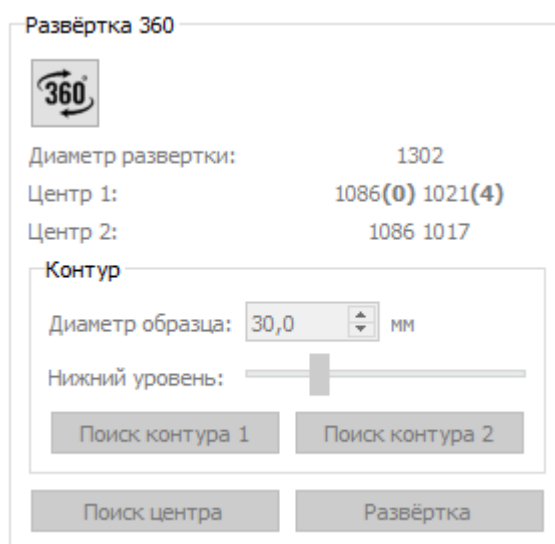 Развёртка 360
360°
Диаметр развертки: 1302
Центр 1: 1086(0) 1021(4)
Центр 2: 1086 1017
Контур
Диаметр образца: 30,0 мм
Нижний уровень:
Поиск контура 1 Поиск контура 2
Поиск центра Развёртка